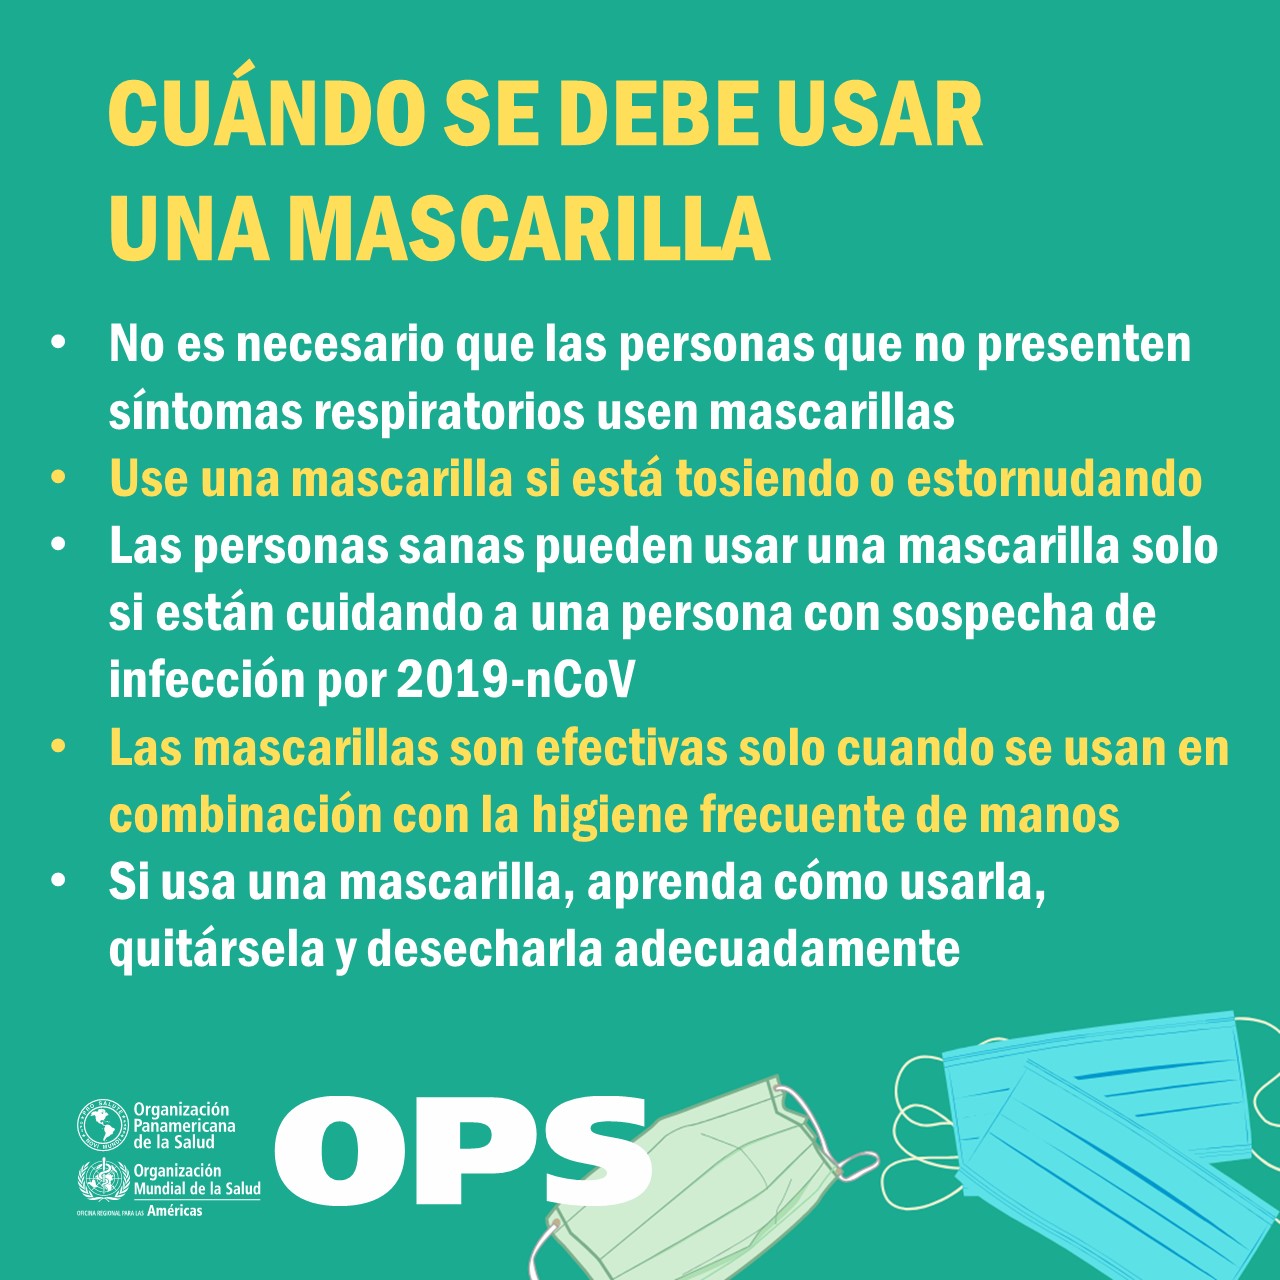 CUÁNDO SE DEBE USAR
UNA MASCARILLA
• No es necesario que las personas que no presenten
síntomas respiratorios usen mascarillas
• Use una mascarilla si está tosiendo o estornudando
• Las personas sanas pueden usar una mascarilla solo
si están cuidando a una persona con sospecha de
infección por 2019-nCoV
• Las mascarillas son efectivas solo cuando se usan en
combinación con la higiene frecuente de manos
• Si usa una mascarilla, aprenda cómo usarla,
quitársela y desecharla adecuadamente
PRO SALUTE
NOVI MUNDI
Organización
Panamericana
de la Salud
Organización
Mundial de la Salud
OFICINA REGIONAL PARA LAS Américas
OPS